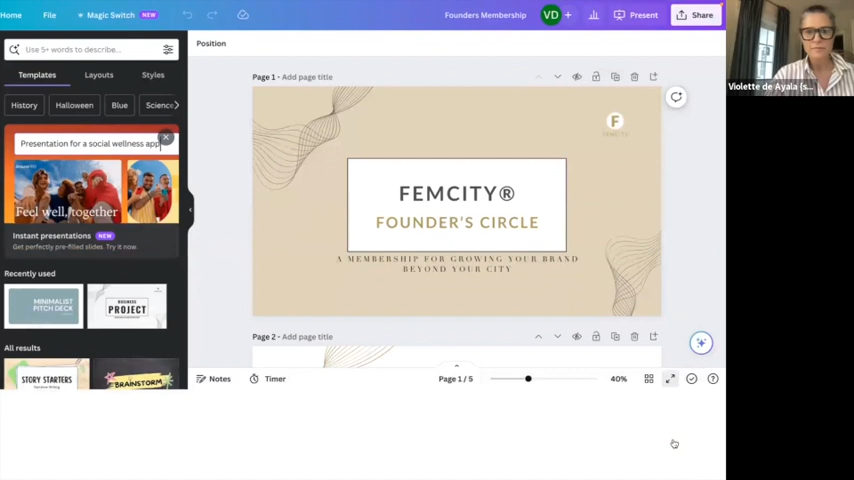 Home File Magic Switch NEW Founders Membership VD + Present Share
Violette de Ayala (s...
Use 5+ words to describe...
Position
Templates Layouts Styles
Page 1 - Add page title
History Halloween Blue Science
Presentation for a social wellness app
Feel well, together
Instant presentations NEW
Get perfectly pre-filled slides. Try it now.
F
FEMCITY
FEMCITY®
FOUNDER'S CIRCLE
A MEMBERSHIP FOR GROWING YOUR BRAND
BEYOND YOUR CITY
Recently used
MINIMALIST
PITCH DECK
BUSINESS
PROJECT
Page 2 - Add page title
All results
STORY STARTERS
BRAINSTORM
Notes Timer Page 1 / 5 40%